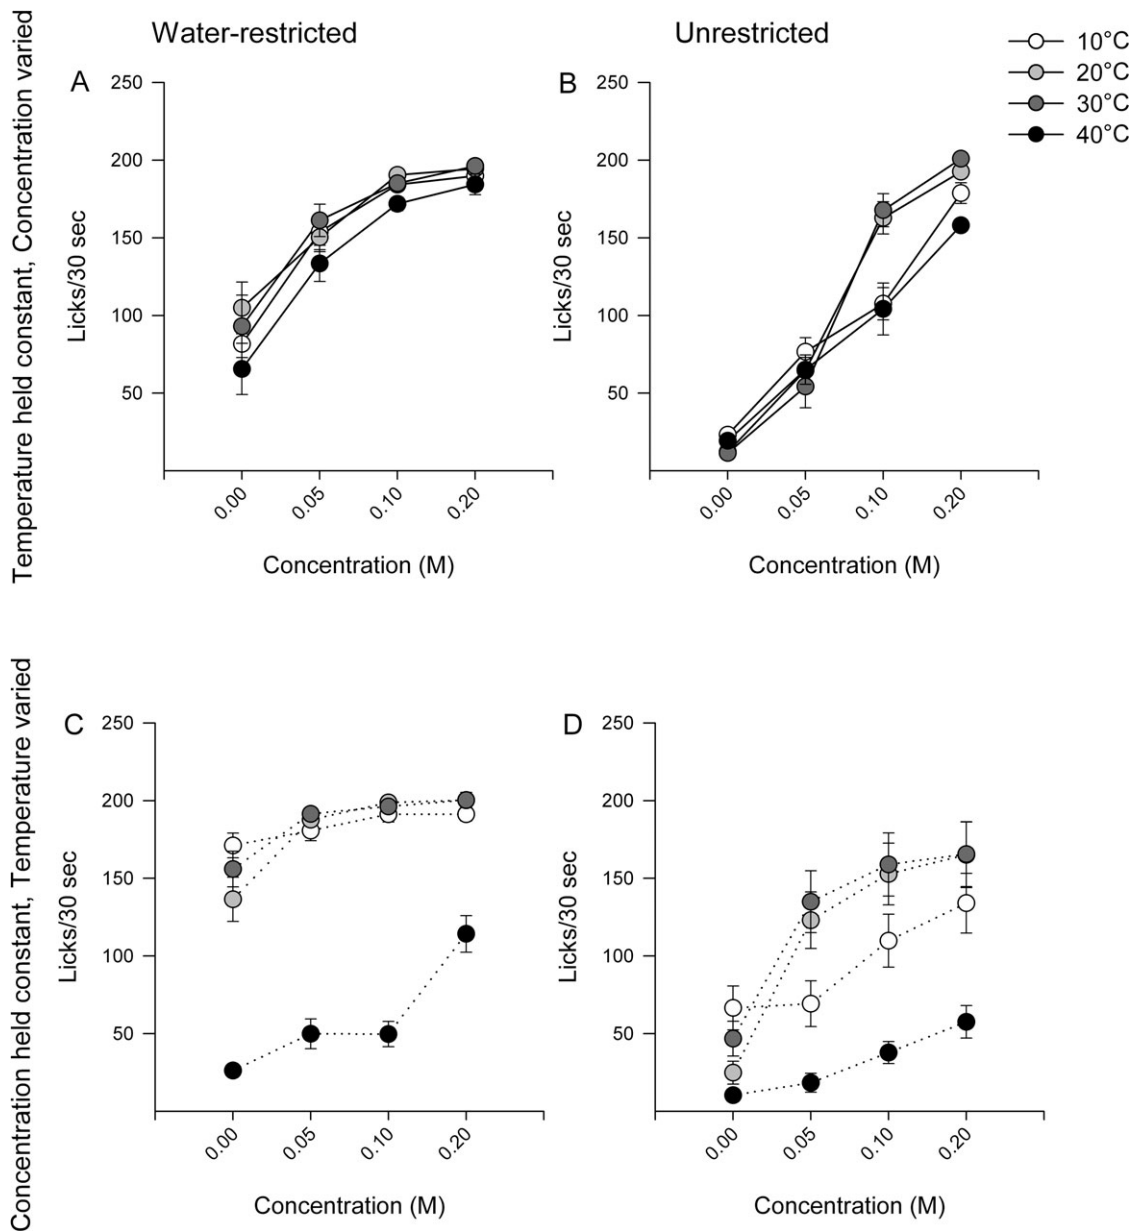 Water-restricted
Unrestricted
10°C
20°C
30°C
40°C
Temperature held constant, Concentration varied
A
250
200
150
100
50
Licks/30 sec
0.00
0.05
0.10
0.20
Concentration (M)
B
250
200
150
100
50
Licks/30 sec
0.00
0.05
0.10
0.20
Concentration (M)
Concentration held constant, Temperature varied
C
250
200
150
100
50
Licks/30 sec
0.00
0.05
0.10
0.20
Concentration (M)
D
250
200
150
100
50
Licks/30 sec
0.00
0.05
0.10
0.20
Concentration (M)